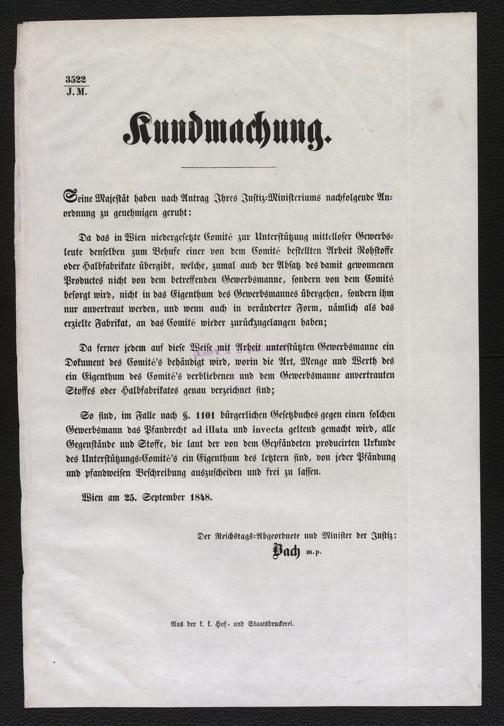 3522
J. M.
Kundmachung.
Seine Majestät haben nach Antrag Ihres Justiz-Ministeriums nachfolgende An-
ordnung zu genehmigen geruht:
Da das in Wien niedergesetzte Comité zur Unterstützung mittelloser Gewerbs-
leute denselben zum Behufe einer von dem Comité bestellten Arbeit Rohstoffe
oder Halbfabrikate übergibt, welche, zumal auch der Absatz des damit gewonnenen
Productes nicht von dem betreffenden Gewerbsmanne, sondern von dem Comité
besorgt wird, nicht in das Eigenthum des Gewerbsmannes übergehen, sondern ihm
nur anvertraut werden, und wenn auch in veränderter Form, nämlich als das
erzielte Fabrikat, an das Comité wieder zurückzugelangen haben;
Da ferner jedem auf diese Weise mit Arbeit unterstützten Gewerbsmanne ein
Dokument des Comité's behändigt wird, worin die Art, Menge und Werth des
ein Eigenthum des Comité's verbliebenen und dem Gewerbsmanne anvertrauten
Stoffes oder Halbfabrikates genau verzeichnet sind;
So sind, im Falle nach §. 1101 bürgerlichen Gesetzbuches gegen einen solchen
Gewerbsmann das Pfandrecht ad illata und invecta geltend gemacht wird, alle
Gegenstände und Stoffe, die laut der von dem Gepfändeten producirten Urkunde
des Unterstützungs-Comité's ein Eigenthum des letztern sind, von jeder Pfändung
und pfandweisen Beschreibung auszuscheiden und frei zu lassen.
Wien am 25. September 1848.
Der Reichstags-Abgeordnete und Minister der Justiz:
Bach m.p.
Aus der k. k. Hof- und Staatsdruckerei.